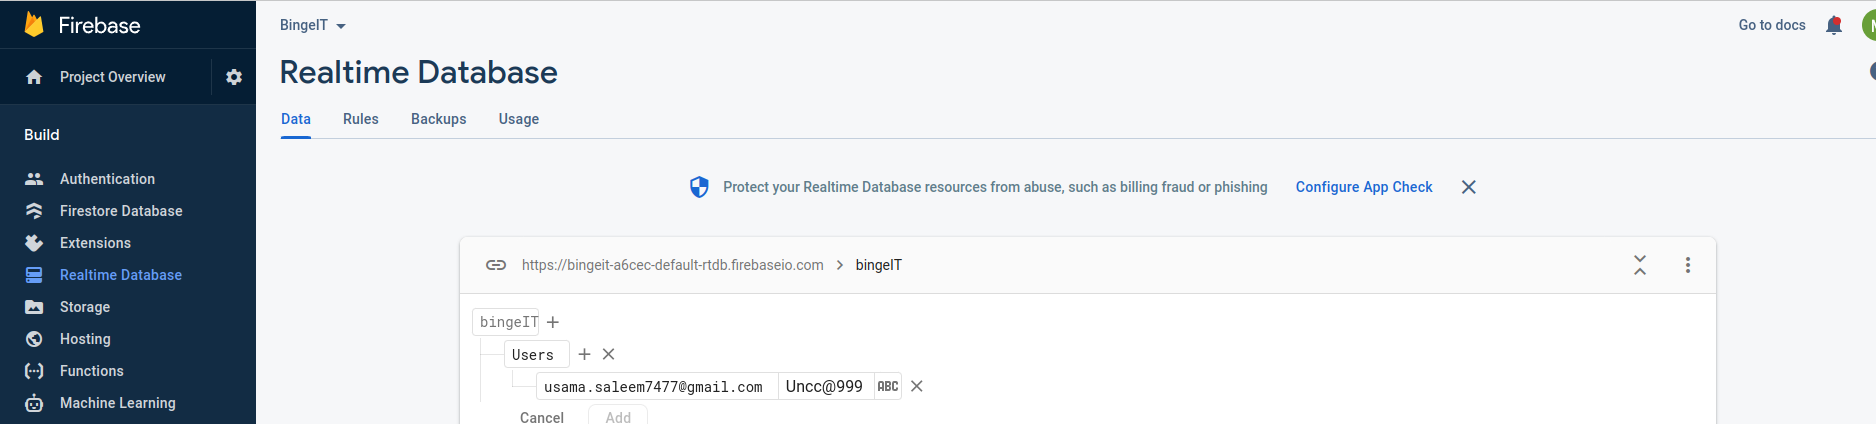 Firebase
Project Overview
Build
Authentication
Firestore Database
Extensions
Realtime Database
Storage
Hosting
Functions
Machine Learning
BingeIT
Go to docs
Realtime Database
Data Rules Backups Usage
Protect your Realtime Database resources from abuse, such as billing fraud or phishing Configure App Check
https://bingeit-a6cec-default-rtdb.firebaseio.com > bingeIT
bingeIT
Users
usama.saleem7477@gmail.com Uncc@999 ABC
Cancel Add